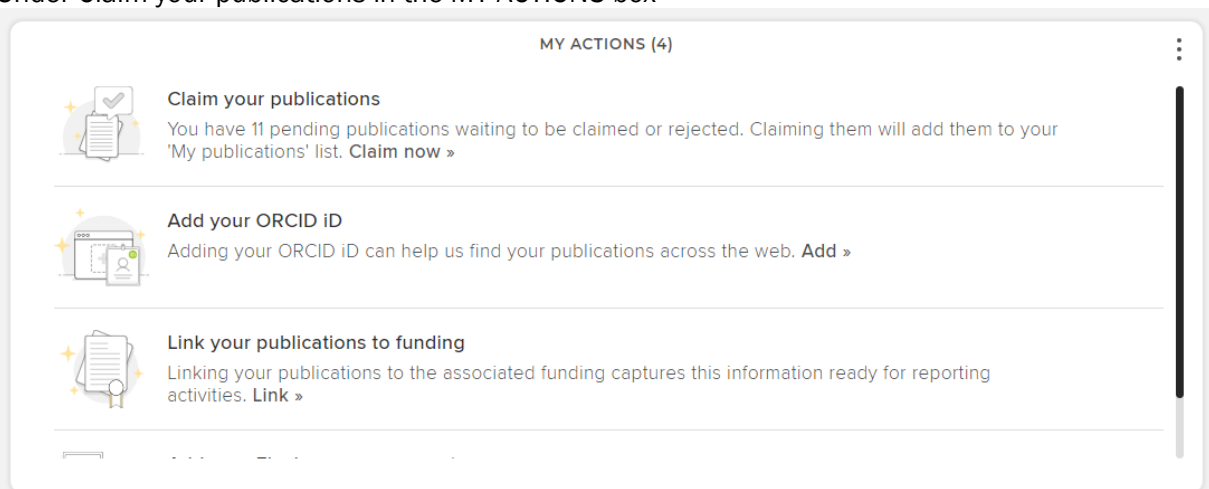 MY ACTIONS (4)
Claim your publications
You have 11 pending publications waiting to be claimed or rejected. Claiming them will add them to your
'My publications' list. Claim now »
Add your ORCID iD
Adding your ORCID iD can help us find your publications across the web. Add »
Link your publications to funding
Linking your publications to the associated funding captures this information ready for reporting
activities. Link »